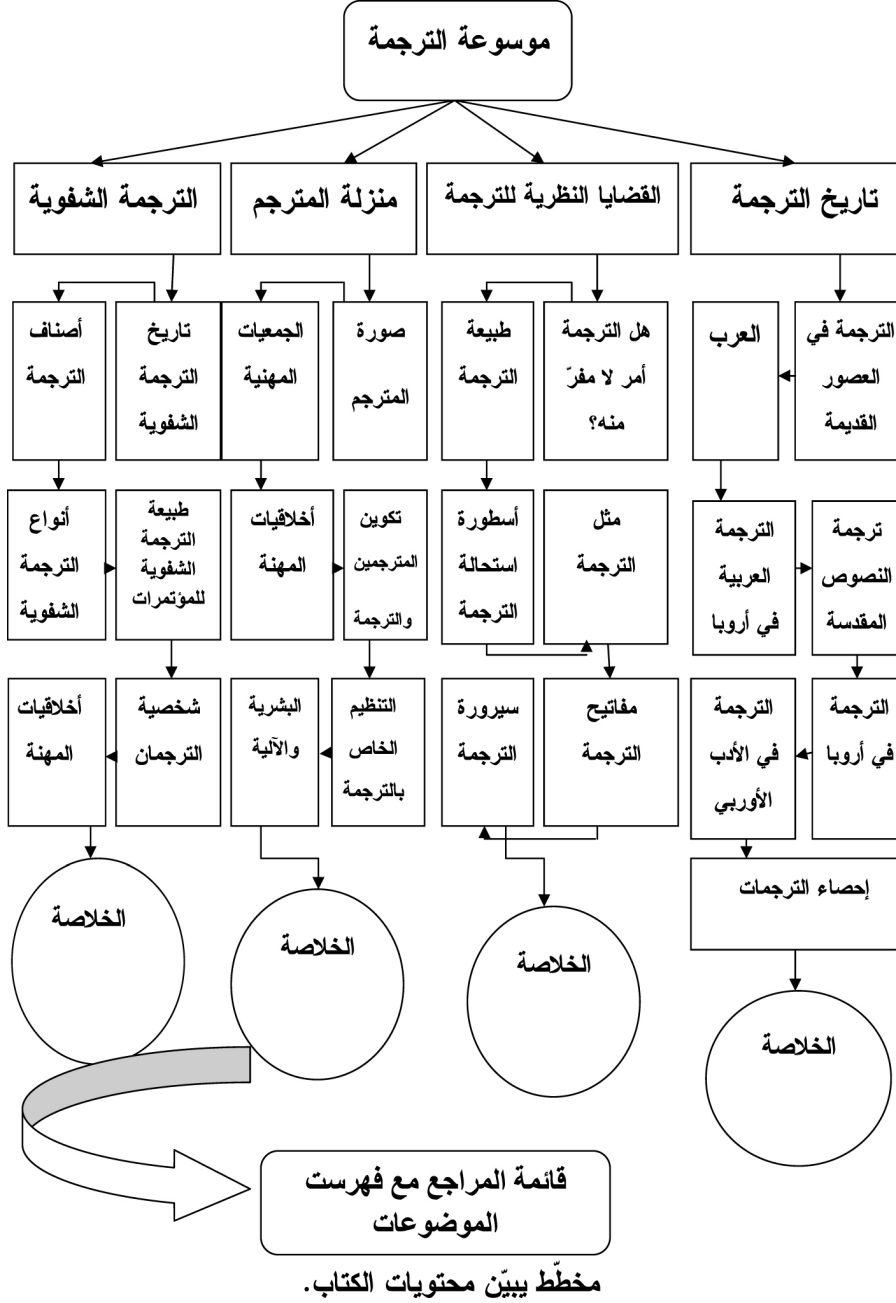 موسوعة الترجمة
تاريخ الترجمة
القضايا النظرية للترجمة
منزلة المترجم
الترجمة الشفوية
الترجمة في
العصور
القديمة
العرب
هل الترجمة
أمر لا مفرّ
منه؟
طبيعة
الترجمة
صورة
المترجم
الجمعيات
المهنية
تاريخ
الترجمة
الشفوية
أصناف
الترجمة
ترجمة
النصوص
المقدسة
الترجمة
العربية
في أروبا
مثل
الترجمة
أسطورة
استحالة
الترجمة
تكوين
المترجمين
والترجمة
أخلاقيات
المهنة
طبيعة
الترجمة
الشفوية
للمؤتمرات
أنواع
الترجمة
الشفوية
الترجمة
في أروبا
الترجمة
في الأدب
الأوربي
مفاتيح
الترجمة
سيرورة
الترجمة
التنظيم
الخاص
بالترجمة
البشرية
والآلية
شخصية
الترجمان
أخلاقيات
المهنة
إحصاء الترجمات
الخلاصة
الخلاصة
الخلاصة
الخلاصة
قائمة المراجع مع فهرست
الموضوعات
مخطّط يبيّن محتويات الكتاب.